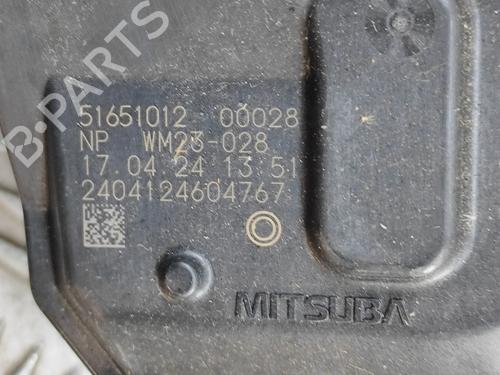 B-PARTS
51651012 00028
NP WM23-028
17.04.24 13:51
2404124604767
MITSUBA